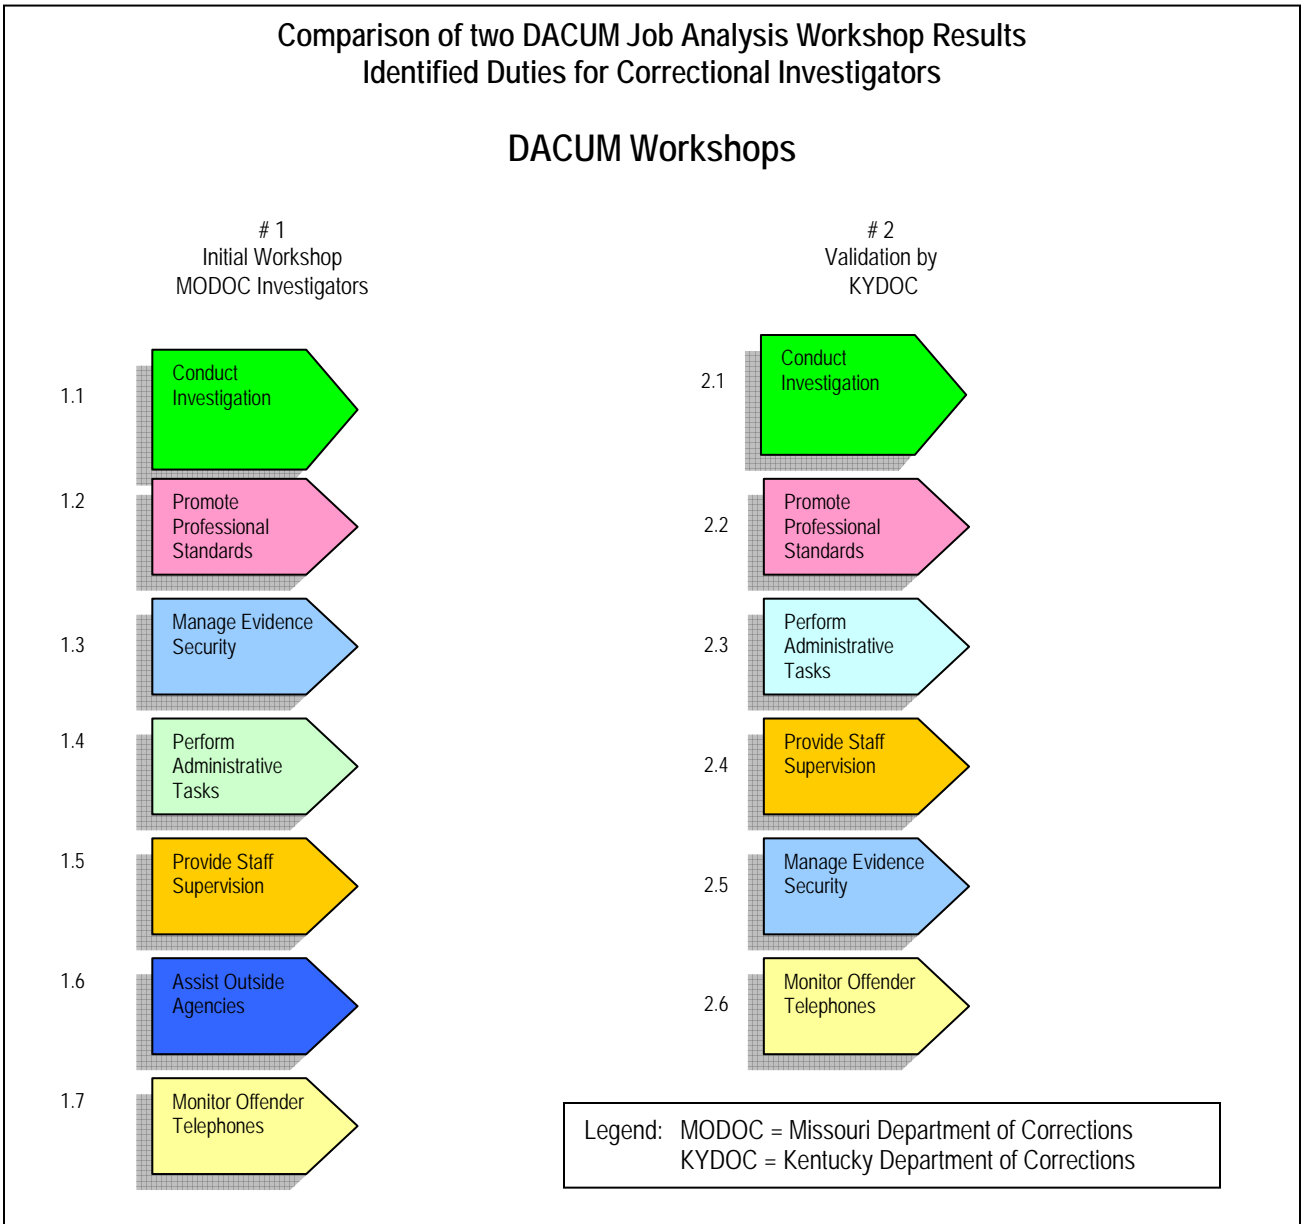 Comparison of two DACUM Job Analysis Workshop Results
Identified Duties for Correctional Investigators
DACUM Workshops
# 1
Initial Workshop
MODOC Investigators
1.1
Conduct
Investigation
1.2
Promote
Professional
Standards
1.3
Manage Evidence
Security
1.4
Perform
Administrative
Tasks
1.5
Provide Staff
Supervision
1.6
Assist Outside
Agencies
1.7
Monitor Offender
Telephones
# 2
Validation by
KYDOC
2.1
Conduct
Investigation
2.2
Promote
Professional
Standards
2.3
Perform
Administrative
Tasks
2.4
Provide Staff
Supervision
2.5
Manage Evidence
Security
2.6
Monitor Offender
Telephones
Legend: MODOC = Missouri Department of Corrections
KYDOC = Kentucky Department of Corrections